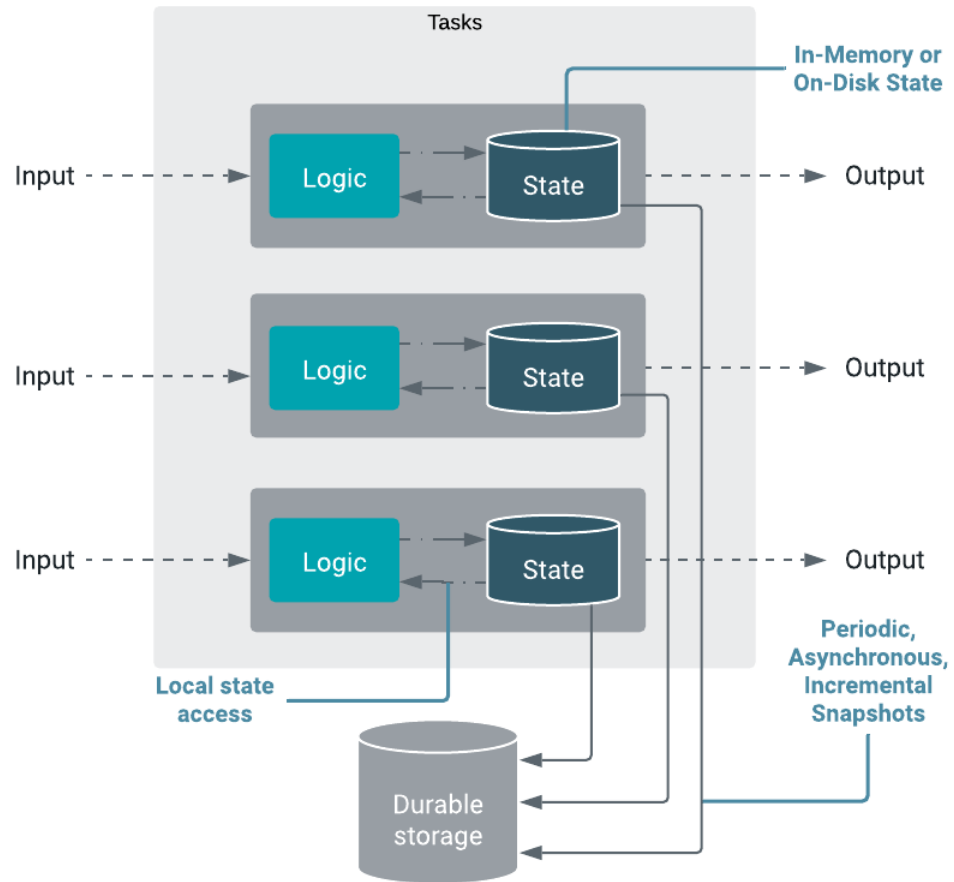 Tasks
In-Memory or
On-Disk State
Input
Logic
State
Output
Input
Logic
State
Output
Input
Logic
State
Output
Local state
access
Periodic,
Asynchronous,
Incremental
Snapshots
Durable
storage